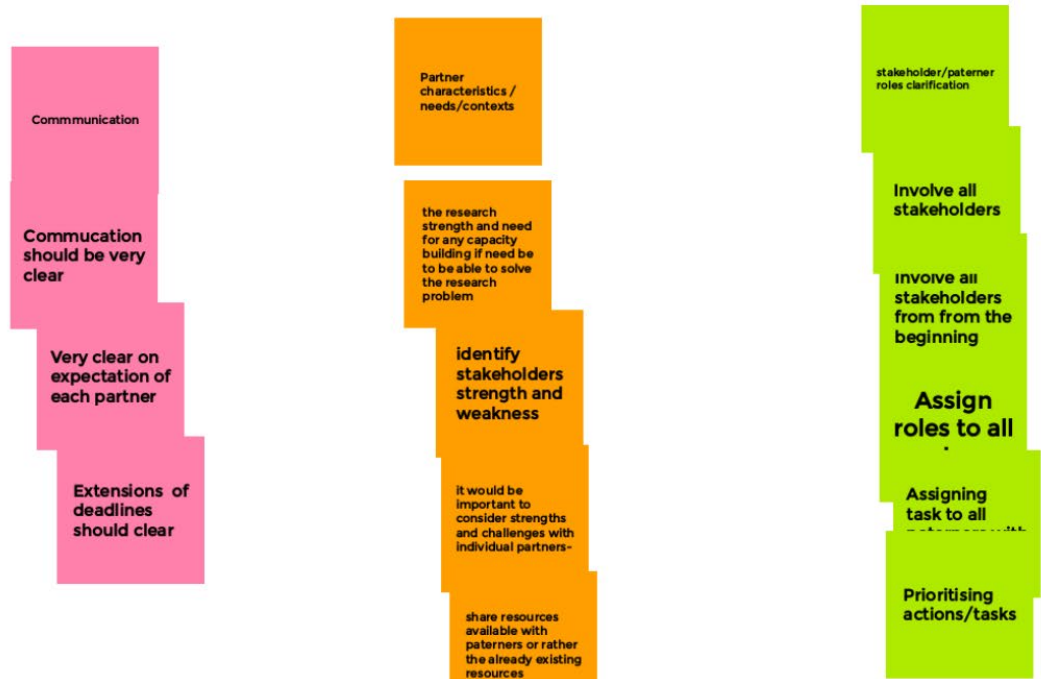 Commmunication
Commucation
should be very
clear
Very clear on
expectation of
each partner
Extensions of
deadlines
should clear
Partner
characteristics /
needs/contexts
the research
strength and need
for any capacity
building if need be
to be able to solve
the research
problem
identify
stakeholders
strength and
weakness
it would be
important to
consider strengths
and challenges with
individual partners-
share resources
available with
paterners or rather
the already existing
resources
stakeholder/paterner
roles clarification
Involve all
stakeholders
Involve all
stakeholders
from from the
beginning
Assign
roles to all
Assigning
task to all
paterners with
Prioritising
actions/tasks